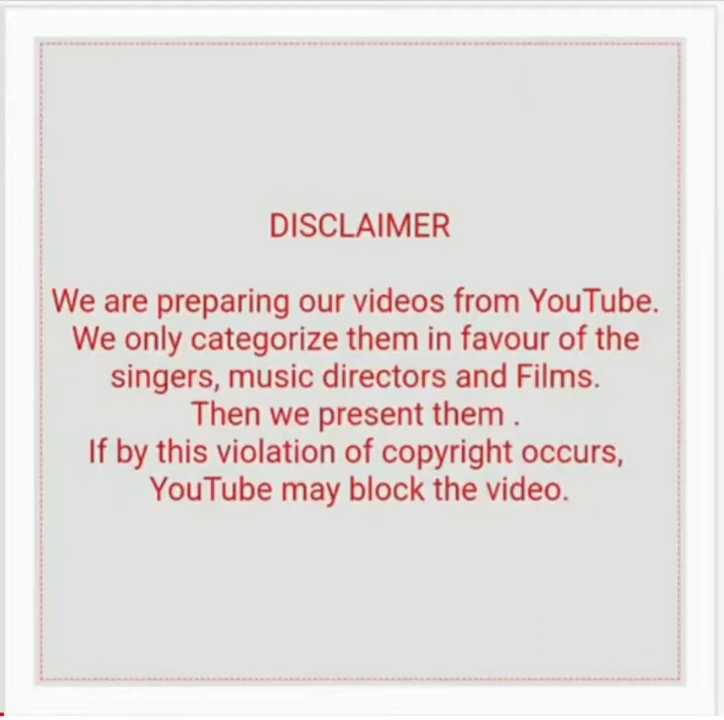 DISCLAIMER
We are preparing our videos from YouTube.
We only categorize them in favour of the
singers, music directors and Films.
Then we present them .
If by this violation of copyright occurs,
YouTube may block the video.